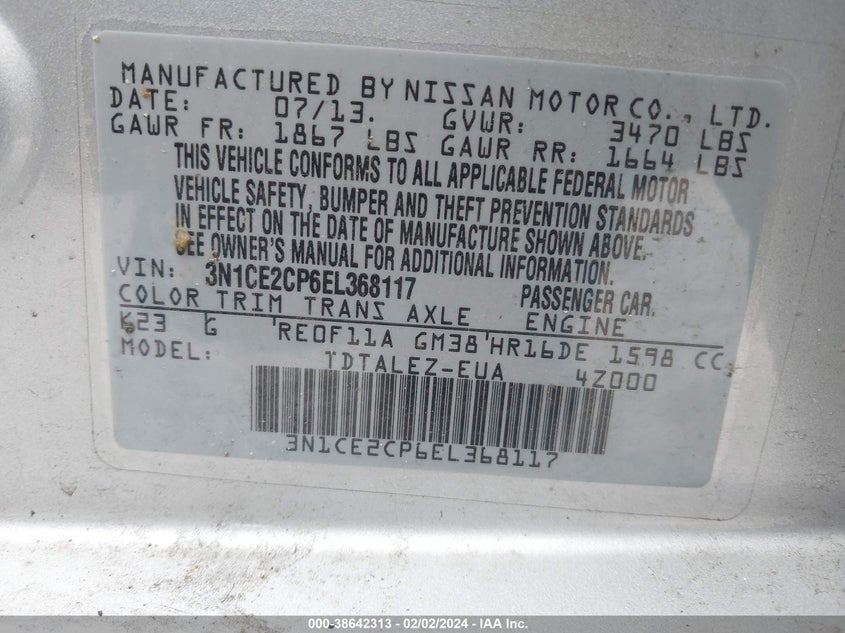 MANUFACTURED BY NISSAN MOTOR CO., LTD.
DATE: 07/13. GVWR: 3470 LBS
GAWR FR: 1867 LBS GAWR RR: 1664 LBS
THIS VEHICLE CONFORMS TO ALL APPLICABLE FEDERAL MOTOR
VEHICLE SAFETY, BUMPER AND THEFT PREVENTION STANDARDS
IN EFFECT ON THE DATE OF MANUFACTURE SHOWN ABOVE.
SEE OWNER'S MANUAL FOR ADDITIONAL INFORMATION.
VIN: 3N1CE2CP6EL368117 PASSENGER CAR.
COLOR TRIM TRANS AXLE ENGINE
K23 G RE0F11A GM38 HR16DE 1598 CC
MODEL: TDTALEZ-EUA 4Z000
3N1CE2CP6EL368117
000-38642313 - 02/02/2024 - IAA Inc.